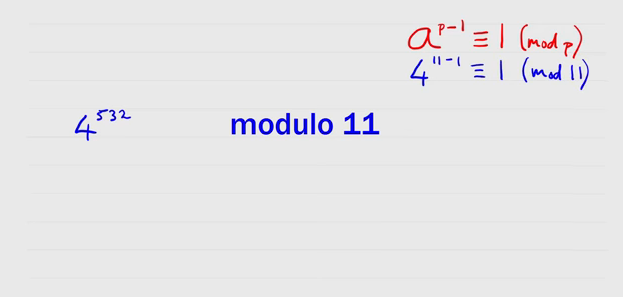 a^{p-1} ≡ 1 (mod p)
4^{11-1} ≡ 1 (mod 11)
4^{532} modulo 11